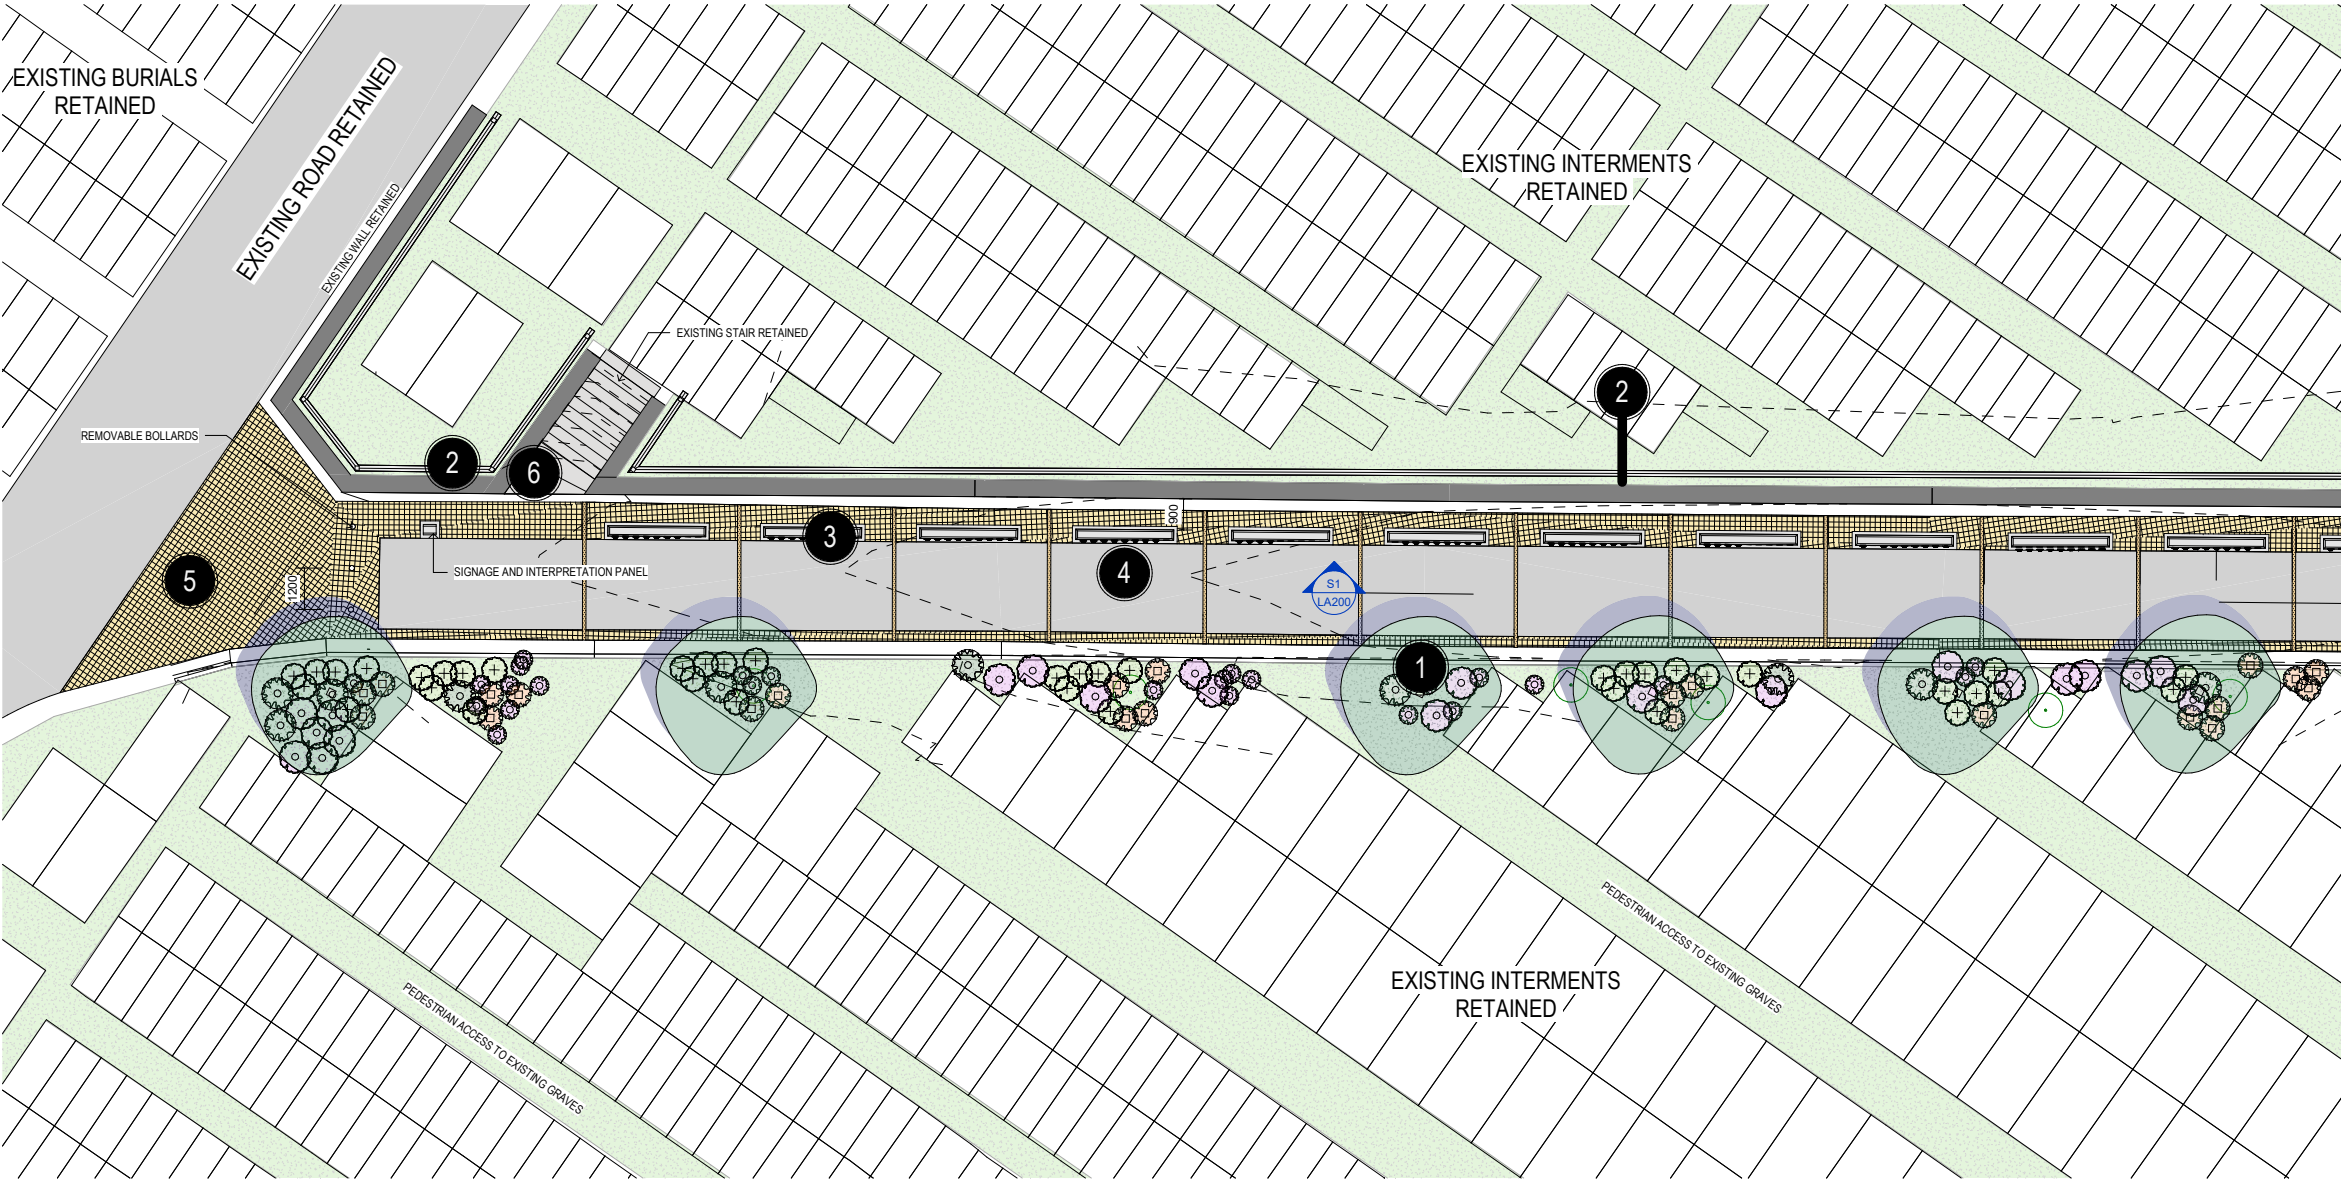 EXISTING BURIALS
RETAINED
EXISTING ROAD RETAINED
EXISTING WALL RETAINED
EXISTING INTERMENTS
RETAINED
EXISTING STAIR RETAINED
2
REMOVABLE BOLLARDS
2
6
900
3
5
SIGNAGE AND INTERPRETATION PANEL
4
1200
S1
LA200
1
PEDESTRIAN ACCESS TO EXISTING GRAVES
EXISTING INTERMENTS
RETAINED
PEDESTRIAN ACCESS TO EXISTING GRAVES